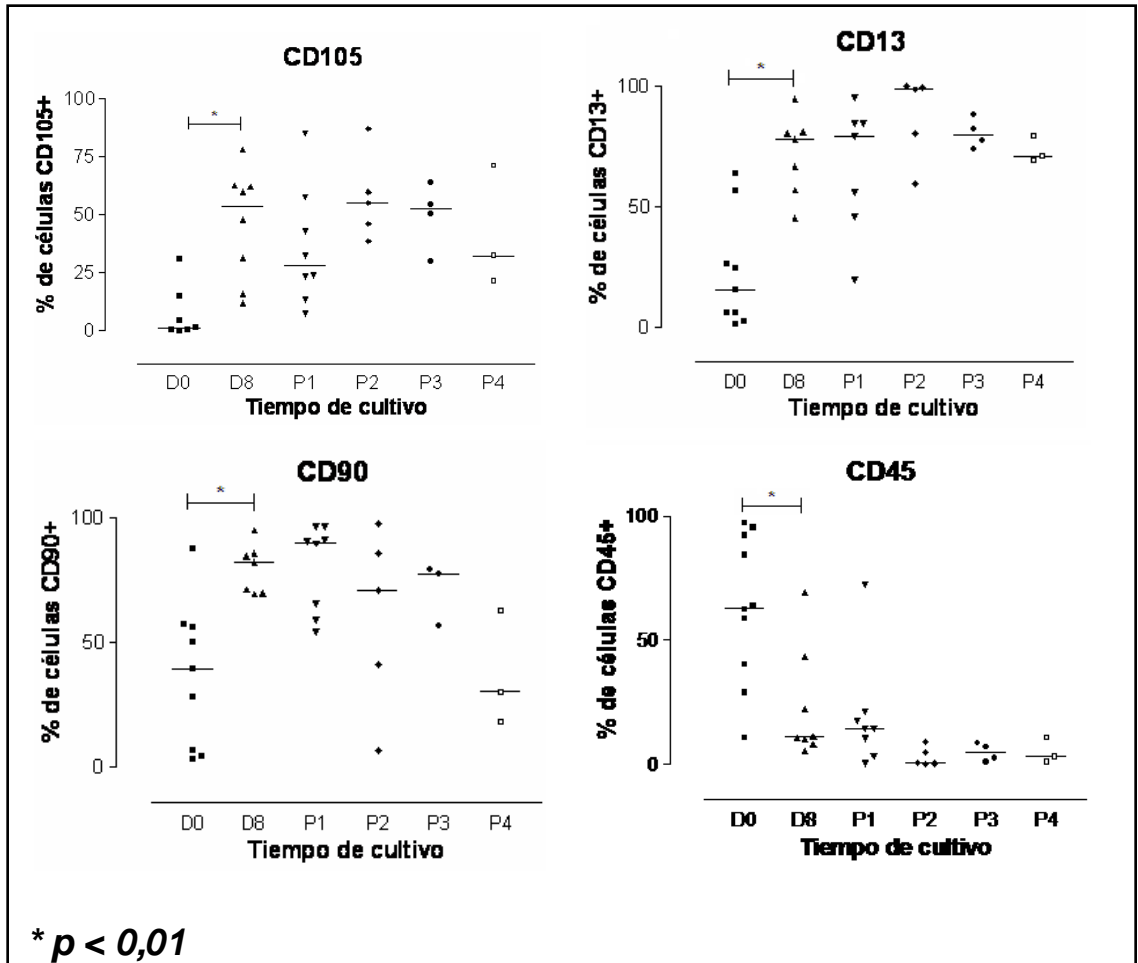 CD105
*
% de células CD105+
100
75
50
25
0
D0 D8 P1 P2 P3 P4
Tiempo de cultivo
CD13
*
% de células CD13+
100
50
0
D0 D8 P1 P2 P3 P4
Tiempo de cultivo
CD90
*
% de células CD90+
100
50
0
D0 D8 P1 P2 P3 P4
Tiempo de cultivo
CD45
*
% de células CD45+
100
50
0
D0 D8 P1 P2 P3 P4
Tiempo de cultivo
* p < 0,01